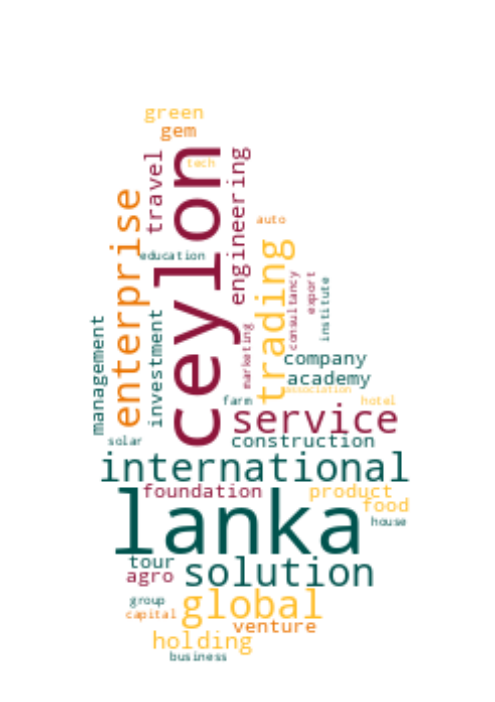 green
gem
tech
travel
ceylon
engineering
enterprise
auto
education
trading
consultancy
export
institute
management
investment
marketing
company
academy
association
farm
hotel
service
solar
construction
international
foundation
product
food
lanka
house
tour
agro
solution
group
capital
global
venture
holding
business